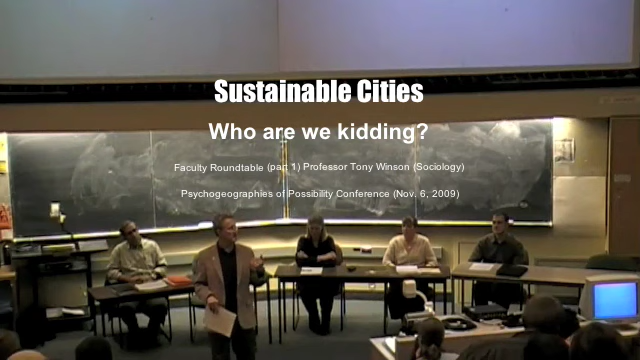 Sustainable Cities
Who are we kidding?
Faculty Roundtable (part 1) Professor Tony Winson (Sociology)
Psychogeographies of Possibility Conference (Nov. 6, 2009)